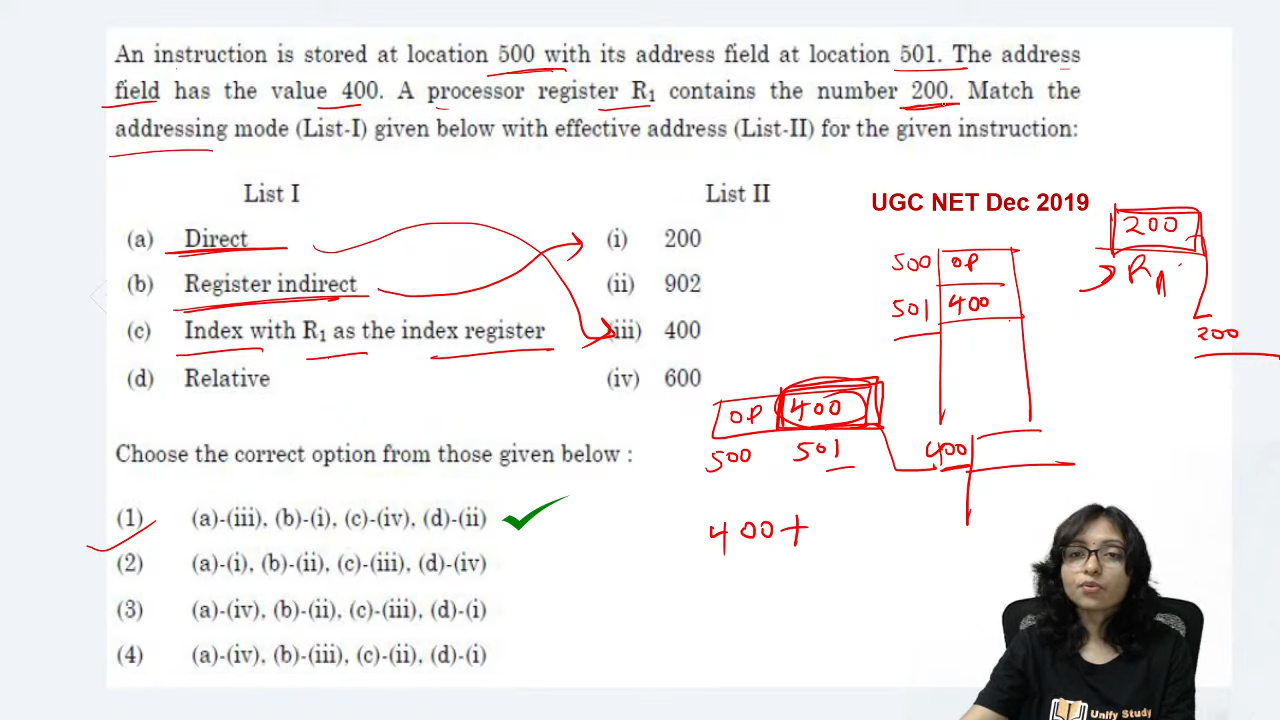 An instruction is stored at location 500 with its address field at location 501. The address
field has the value 400. A processor register R₁ contains the number 200. Match the
addressing mode (List-I) given below with effective address (List-II) for the given instruction:
List I
List II
UGC NET Dec 2019
(a) Direct
(i) 200
(b) Register indirect
(ii) 902
(c) Index with R₁ as the index register
(iii) 400
(d) Relative
(iv) 600
500 OP
501 400
200
R1
200
OP 400
500 501
400
400+
Choose the correct option from those given below :
(1) (a)-(iii), (b)-(i), (c)-(iv), (d)-(ii)
(2) (a)-(i), (b)-(ii), (c)-(iii), (d)-(iv)
(3) (a)-(iv), (b)-(ii), (c)-(iii), (d)-(i)
(4) (a)-(iv), (b)-(iii), (c)-(ii), (d)-(i)
Unify Study